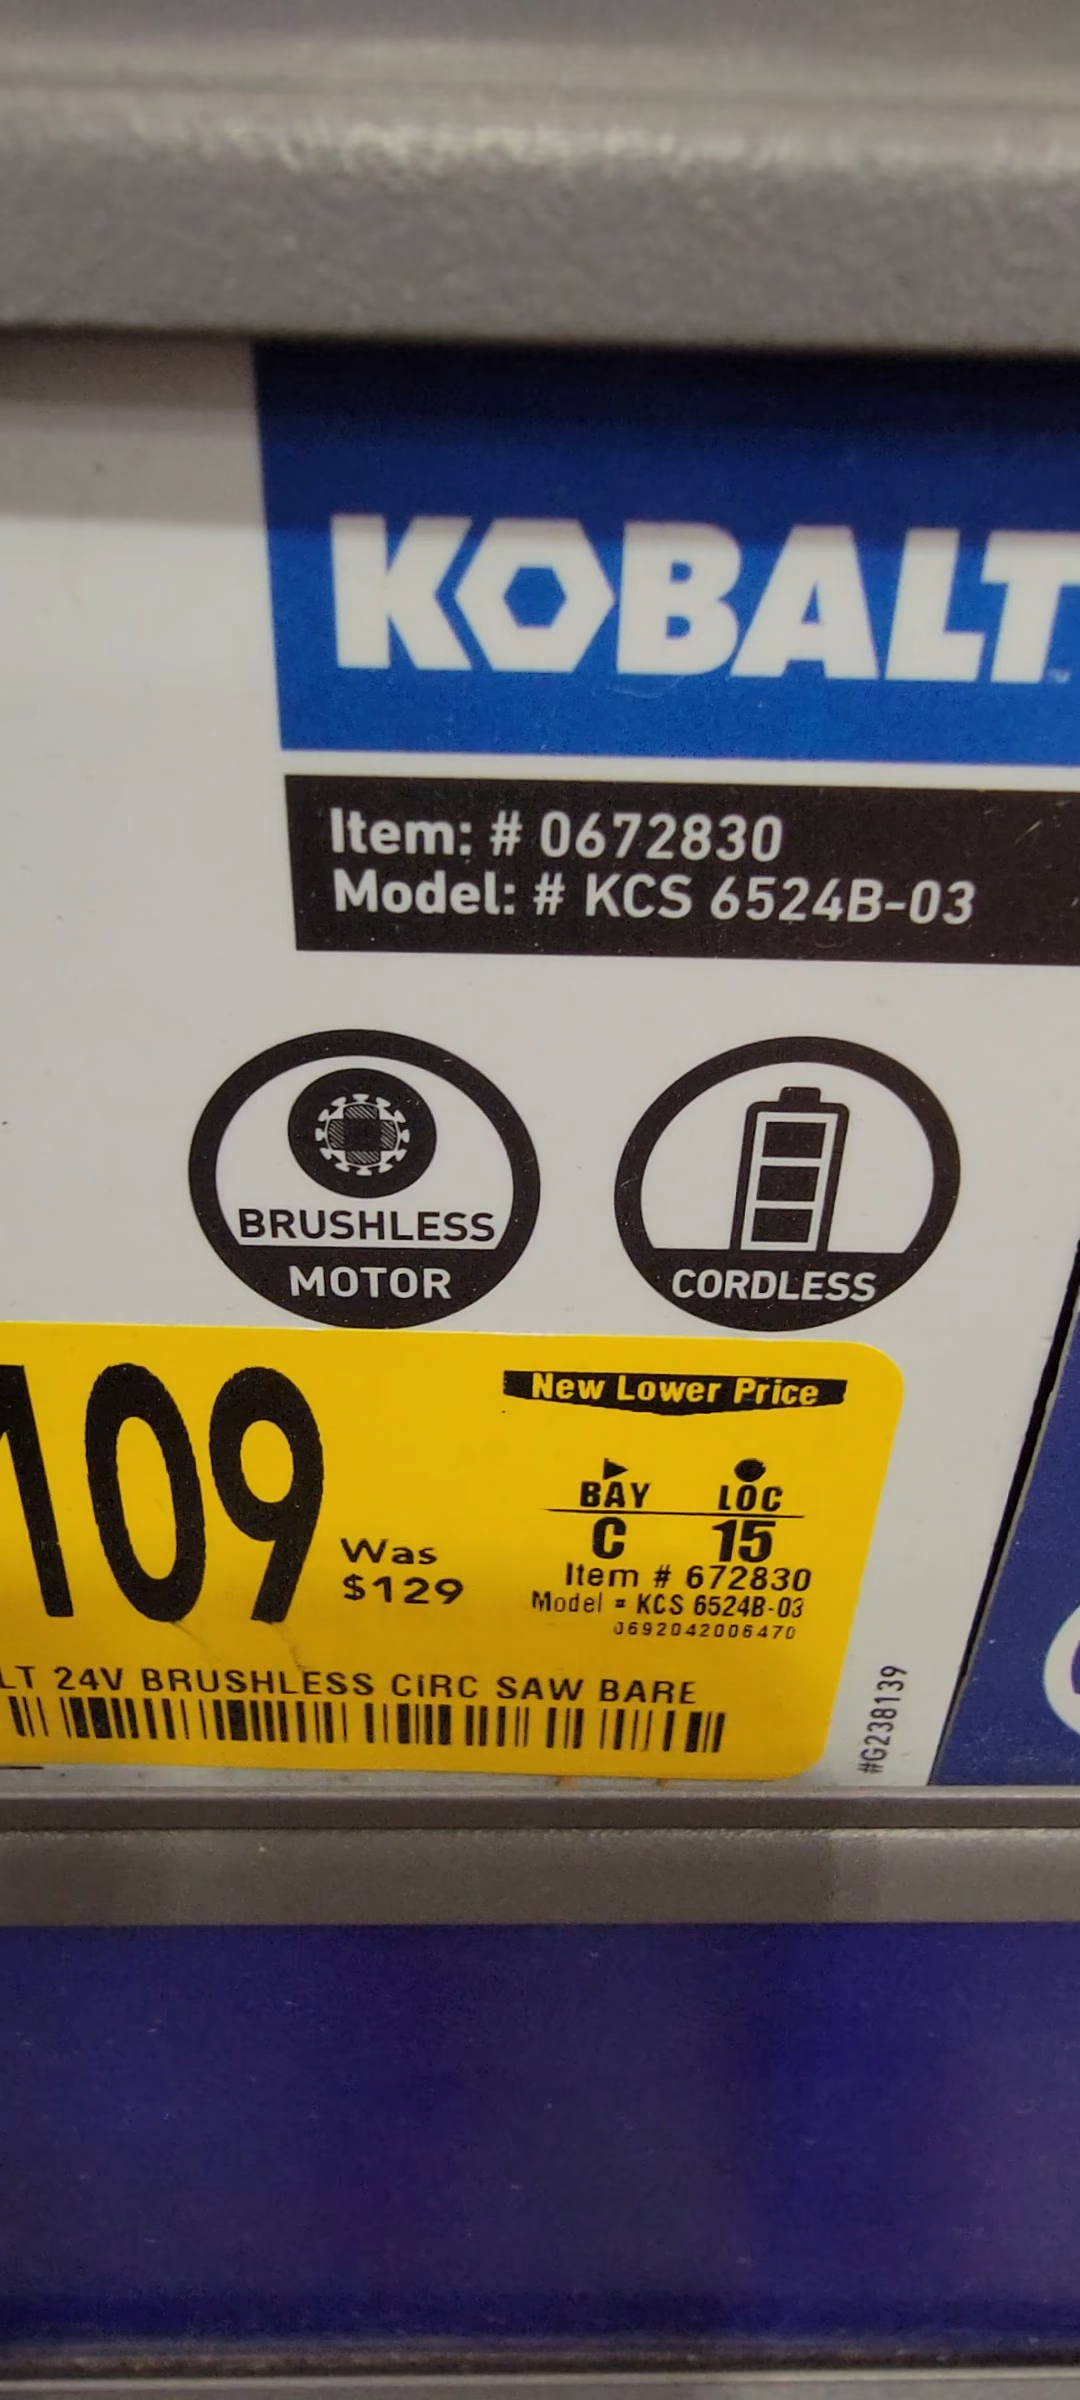 KOBALT
Item: # 0672830
Model: # KCS 6524B-03
BRUSHLESS
MOTOR
CORDLESS
109
Was
$129
New Lower Price
BAY LOC
C 15
Item # 672830
Model = KCS 6524B-03
0692042006470
LT 24V BRUSHLESS CIRC SAW BARE
#G238139